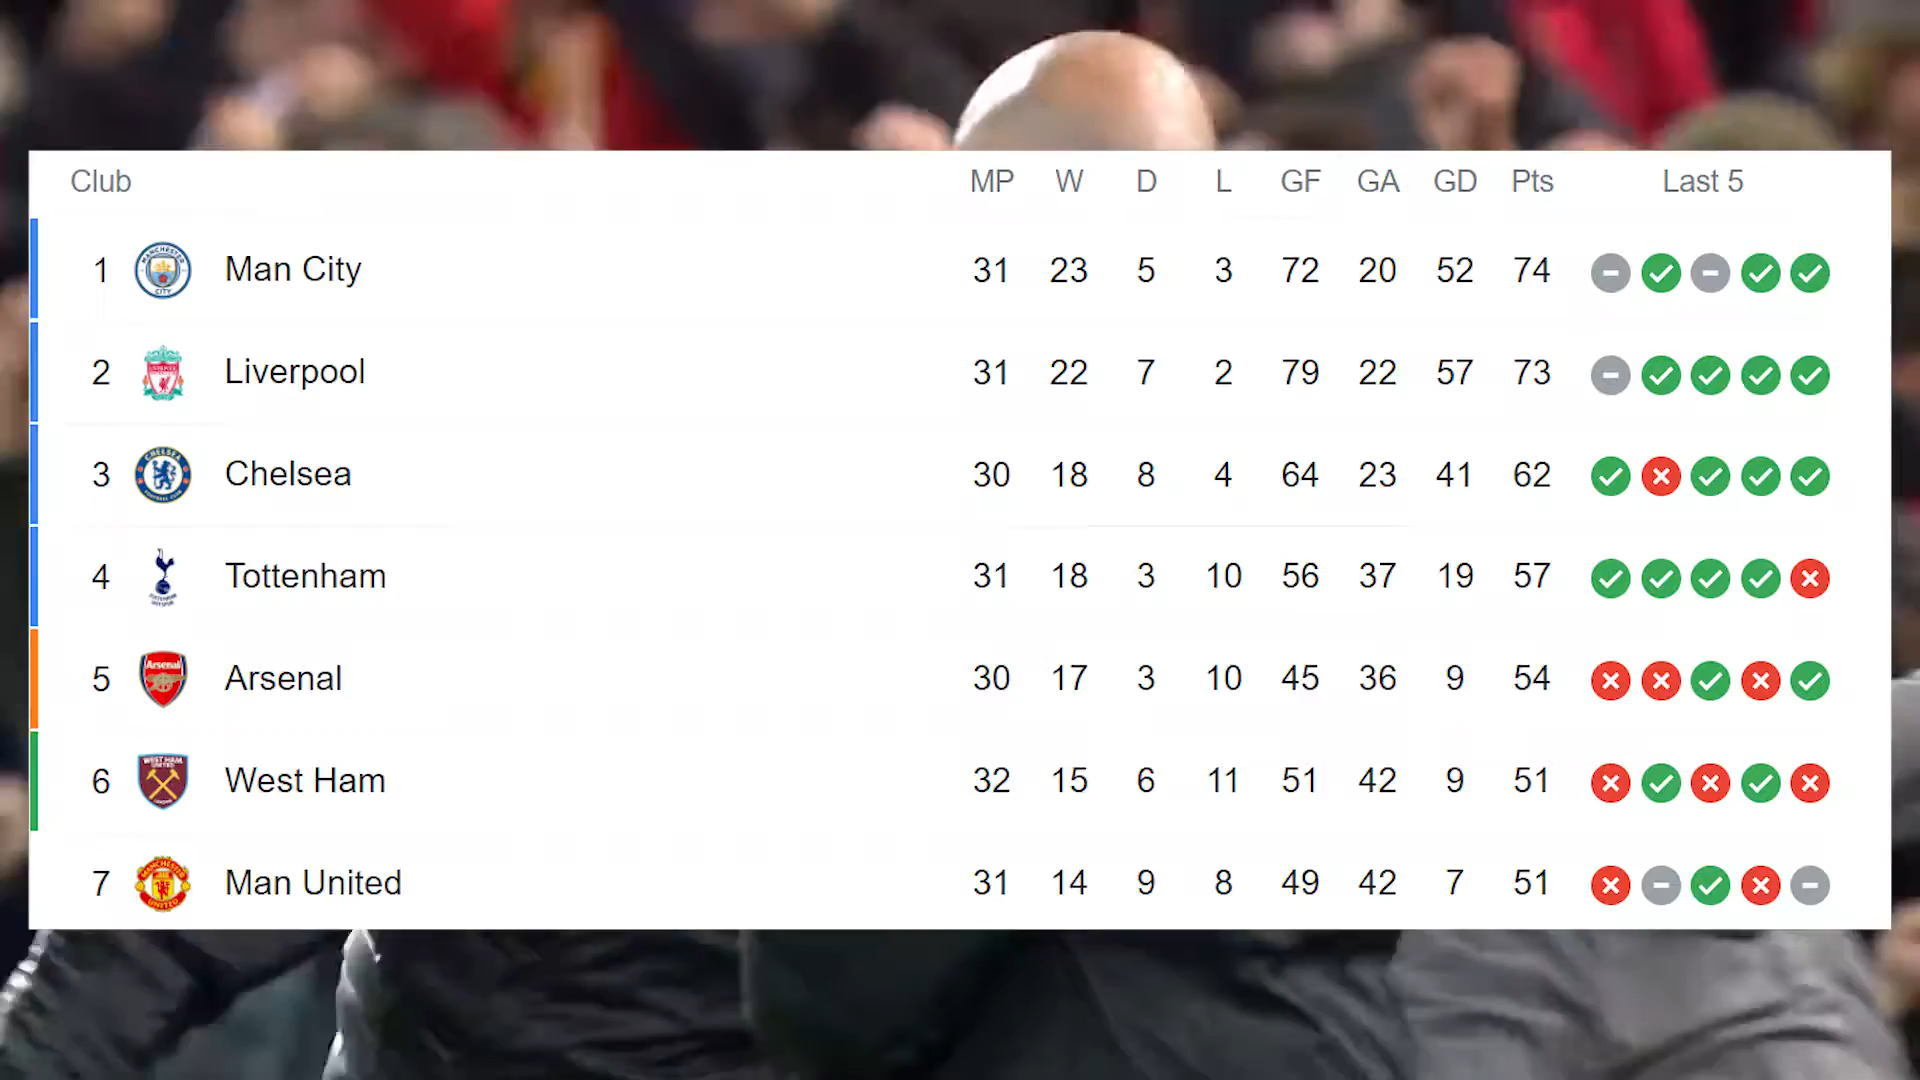 Club MP W D L GF GA GD Pts Last 5
1 Man City 31 23 5 3 72 20 52 74
2 Liverpool 31 22 7 2 79 22 57 73
3 Chelsea 30 18 8 4 64 23 41 62
4 Tottenham 31 18 3 10 56 37 19 57
5 Arsenal 30 17 3 10 45 36 9 54
6 West Ham 32 15 6 11 51 42 9 51
7 Man United 31 14 9 8 49 42 7 51